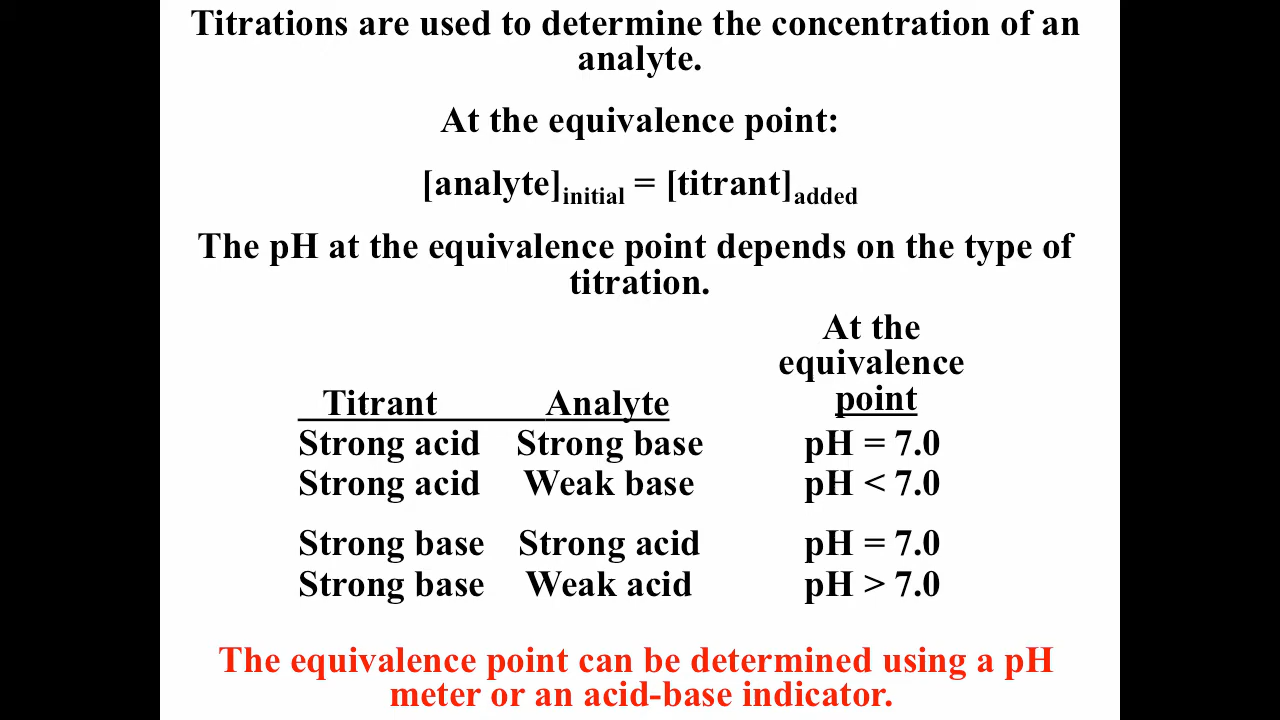 Titrations are used to determine the concentration of an
analyte.
At the equivalence point:
[analyte]initial = [titrant]added
The pH at the equivalence point depends on the type of
titration.
At the
equivalence
Titrant Analyte point
Strong acid Strong base pH = 7.0
Strong acid Weak base pH < 7.0
Strong base Strong acid pH = 7.0
Strong base Weak acid pH > 7.0
The equivalence point can be determined using a pH
meter or an acid-base indicator.